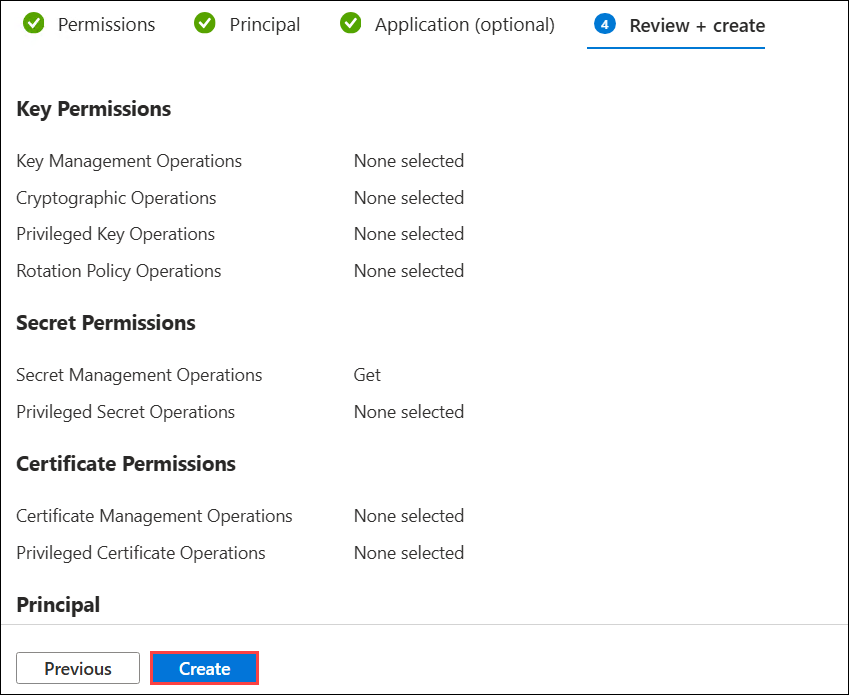 Permissions Principal Application (optional) 4 Review + create
Key Permissions
Key Management Operations None selected
Cryptographic Operations None selected
Privileged Key Operations None selected
Rotation Policy Operations None selected
Secret Permissions
Secret Management Operations Get
Privileged Secret Operations None selected
Certificate Permissions
Certificate Management Operations None selected
Privileged Certificate Operations None selected
Principal
Previous Create